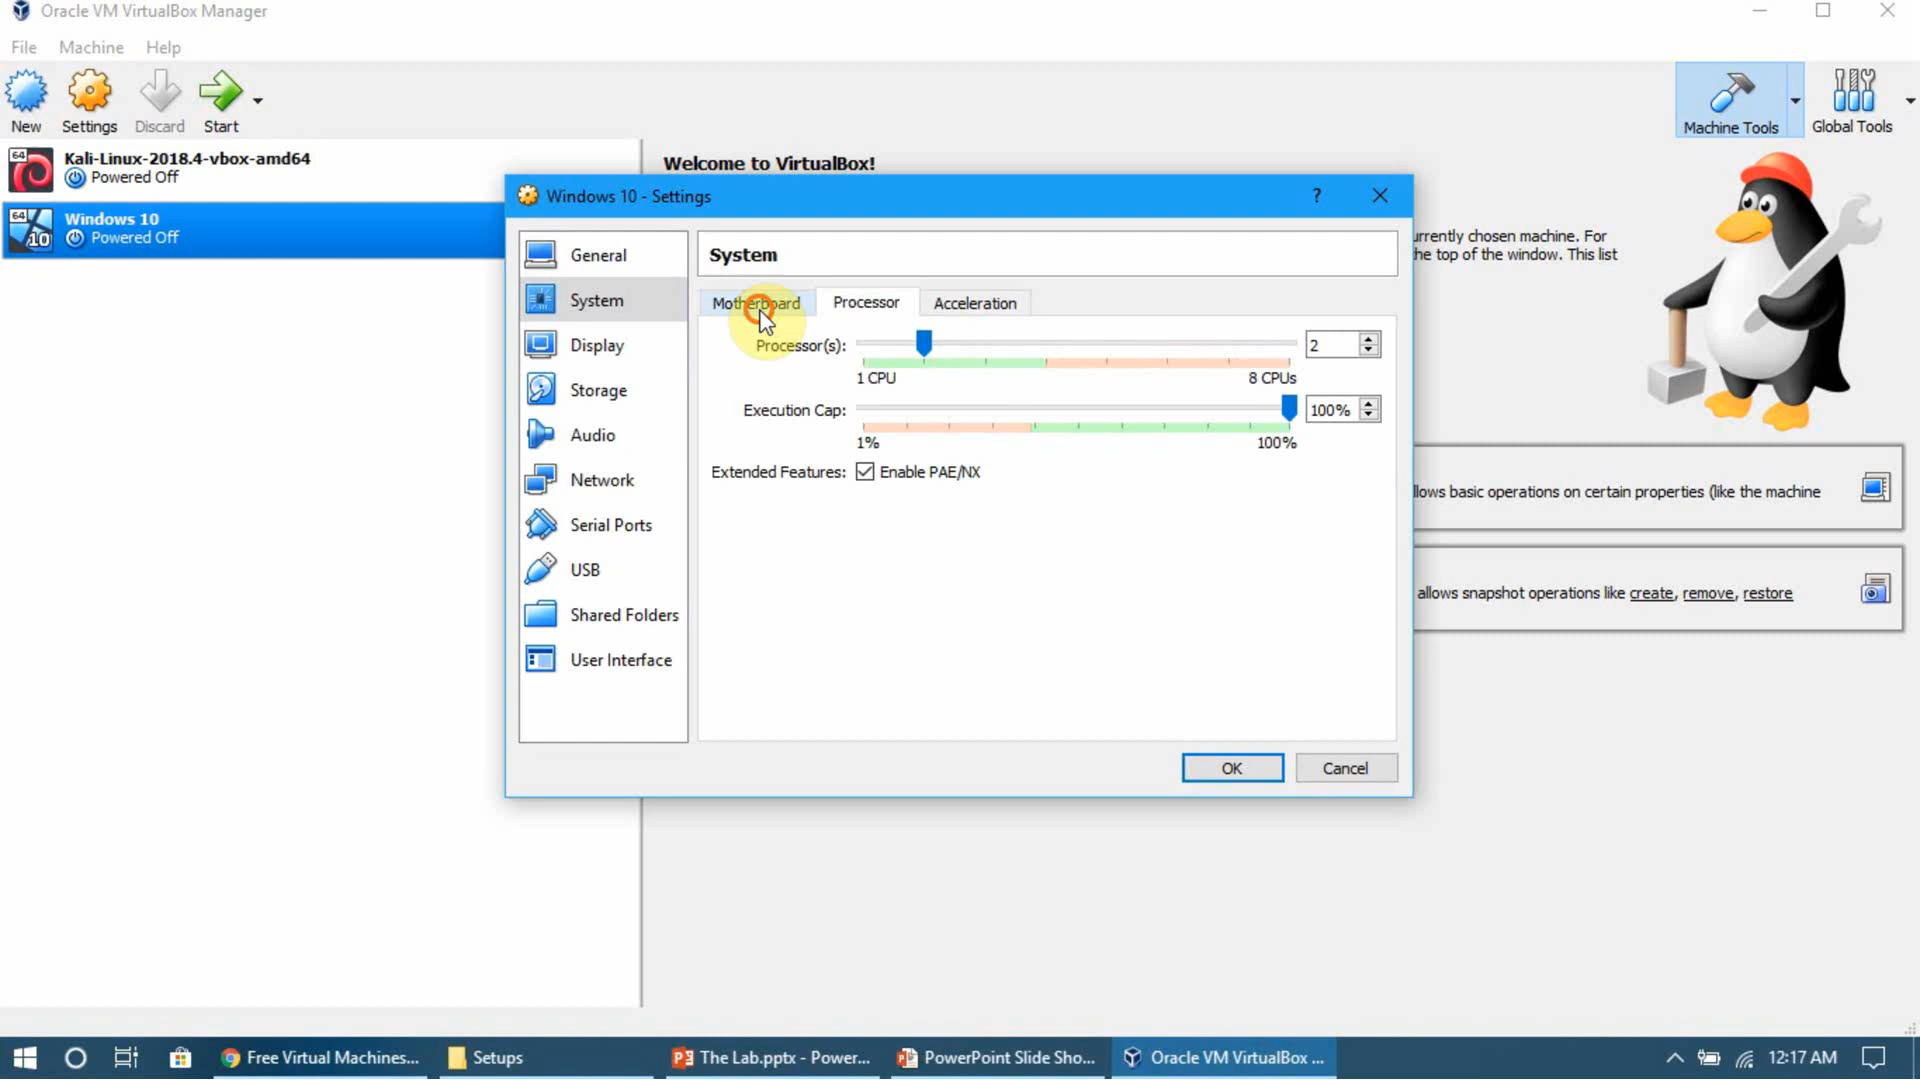 Oracle VM VirtualBox Manager
File Machine Help
New Settings Discard Start
Machine Tools Global Tools
64 Kali-Linux-2018.4-vbox-amd64
Powered Off
64 10 Windows 10
Powered Off
Welcome to VirtualBox!
urrently chosen machine. For
he top of the window. This list
Windows 10 - Settings ?
General
System
Display
Storage
Audio
Network
Serial Ports
USB
Shared Folders
User Interface
System
Motherboard Processor Acceleration
Processor(s): 2
1 CPU 8 CPUs
Execution Cap: 100%
1% 100%
Extended Features: Enable PAE/NX
OK Cancel
llows basic operations on certain properties (like the machine
allows snapshot operations like create, remove, restore
Free Virtual Machines... Setups The Lab.pptx - Power... PowerPoint Slide Sho... Oracle VM VirtualBox ... 12:17 AM